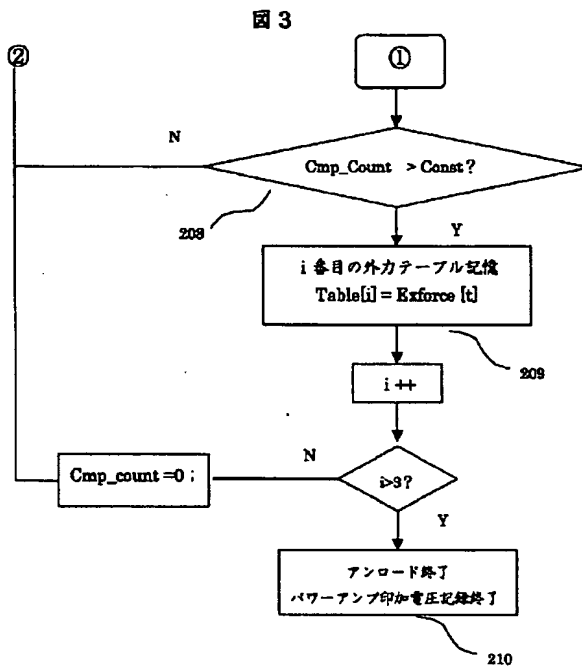 図 3
②
①
N
Cmp_Count > Const?
208
Y
i 番目の外力テーブル記憶
Table[i] = Exforce [t]
209
i ++
Cmp_count =0 ;
N
i>3?
Y
アンロード終了
パワーアンプ印加電圧記録終了
210